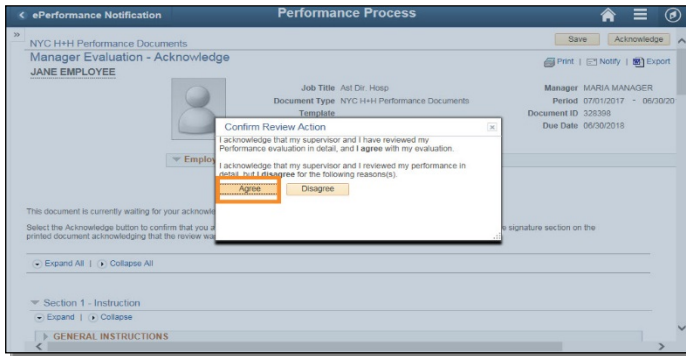 ePerformance Notification
Performance Process
NYC H+H Performance Documents
Save
Acknowledge
Manager Evaluation - Acknowledge
Print | Notify | Export
JANE EMPLOYEE
Job Title Ast Dir. Hosp
Manager MARIA MANAGER
Document Type NYC H+H Performance Documents
Period 07/01/2017 - 06/30/20
Template
Document ID 328398
Due Date 06/30/2018
Confirm Review Action
I acknowledge that my supervisor and I have reviewed my
Performance evaluation in detail, and I agree with my evaluation.
I acknowledge that my supervisor and I reviewed my performance in
detail, but I disagree for the following reasons(s).
Agree
Disagree
Employ
This document is currently waiting for your acknowle
Select the Acknowledge button to confirm that you a
signature section on the
printed document acknowledging that the review wa
Expand All | Collapse All
Section 1 - Instruction
Expand | Collapse
GENERAL INSTRUCTIONS